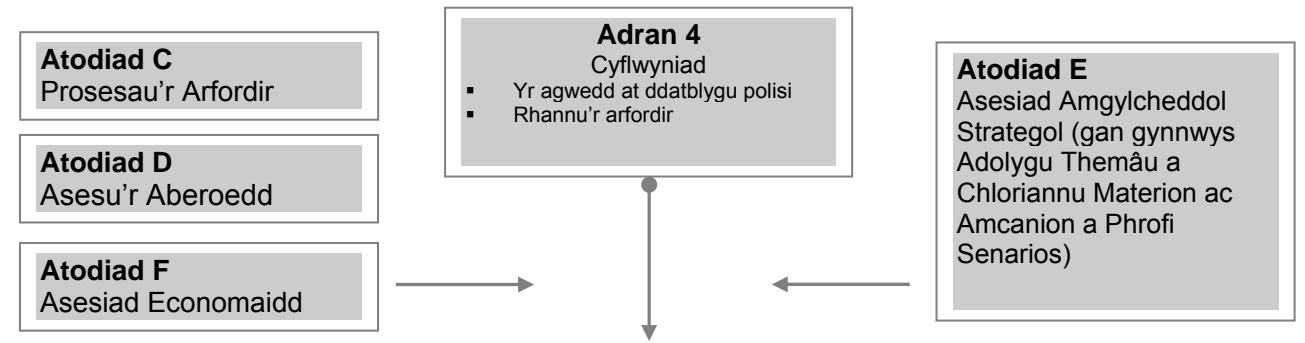 Atodiad C
Prosesau'r Arfordir
Atodiad D
Asesu’r Aberoedd
Atodiad F
Asesiad Economaidd
Adran 4
Cyflwyniad
▪ Yr agwedd at ddatblygu polisi
▪ Rhannu’r arfordir
Atodiad E
Asesiad Amgylcheddol
Strategol (gan gynnwys
Adolygu Themâu a
Chloriannu Materion ac
Amcanion a Phrofi
Senarios)